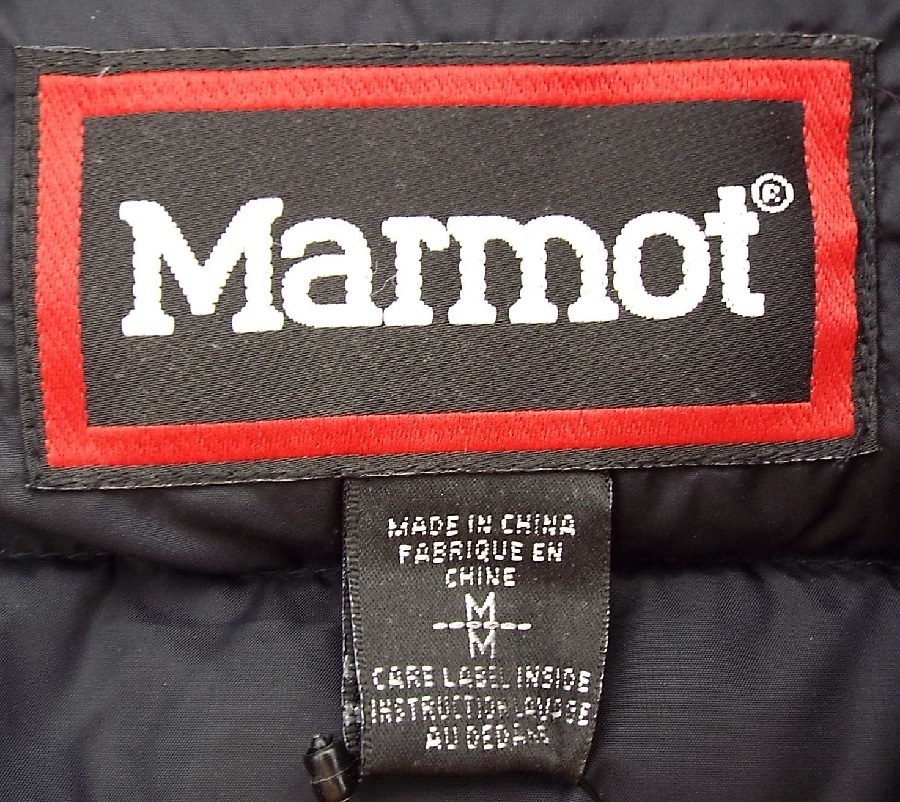 Marmot®
MADE IN CHINA
FABRIQUE EN
CHINE
M
M
CARE LABEL INSIDE
INSTRUCTION LAVAGE
AU DEDANS